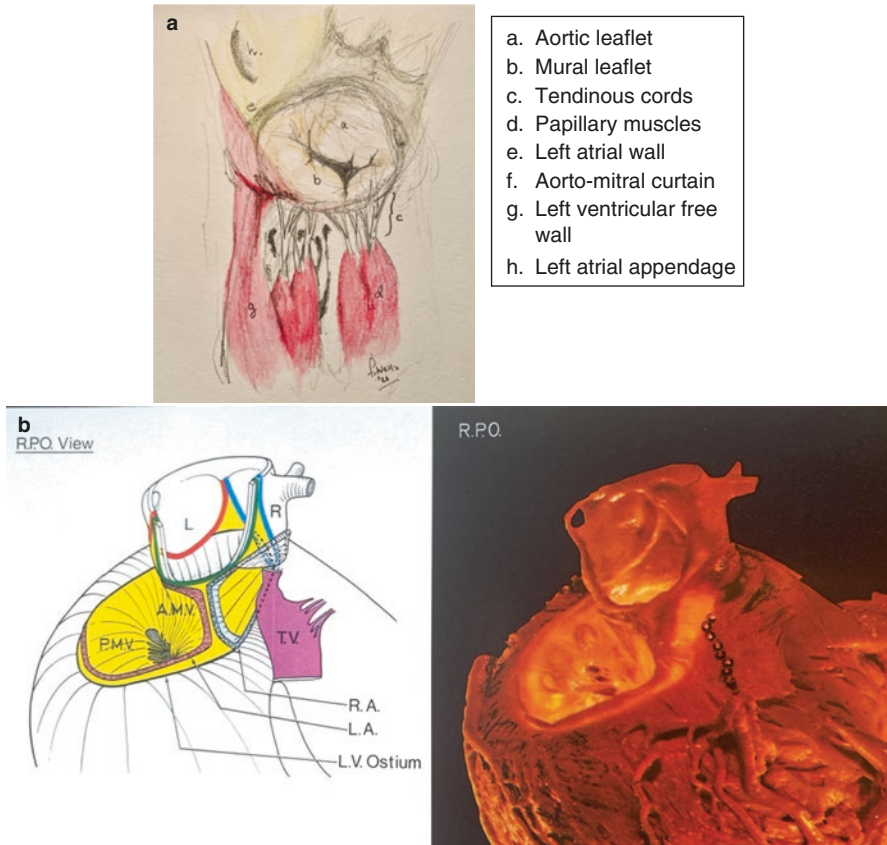 a
h.
e
f
a
b
c
g
d
a. Aortic leaflet
b. Mural leaflet
c. Tendinous cords
d. Papillary muscles
e. Left atrial wall
f. Aorto-mitral curtain
g. Left ventricular free
wall
h. Left atrial appendage
b
R.P.O. View
L
R
A.M.V.
P.M.V.
T.V.
R.A.
L.A.
L.V. Ostium
R.P.O.